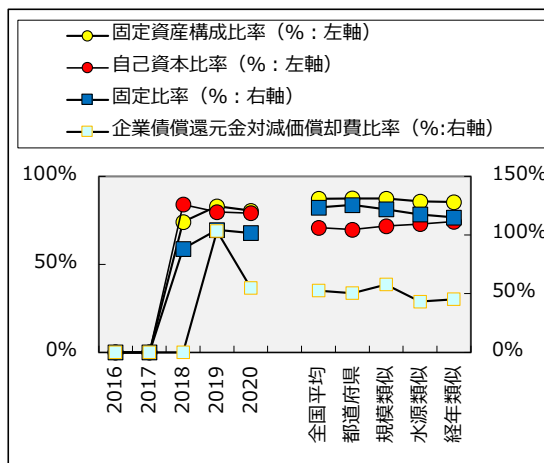 固定資産構成比率（%：左軸）
自己資本比率（%：左軸）
固定比率（%：右軸）
企業債償還元金対減価償却費比率（%:右軸）
100%
50%
0%
150%
100%
50%
0%
2016
2017
2018
2019
2020
全国平均
都道府県
規模類似
水源類似
経年類似